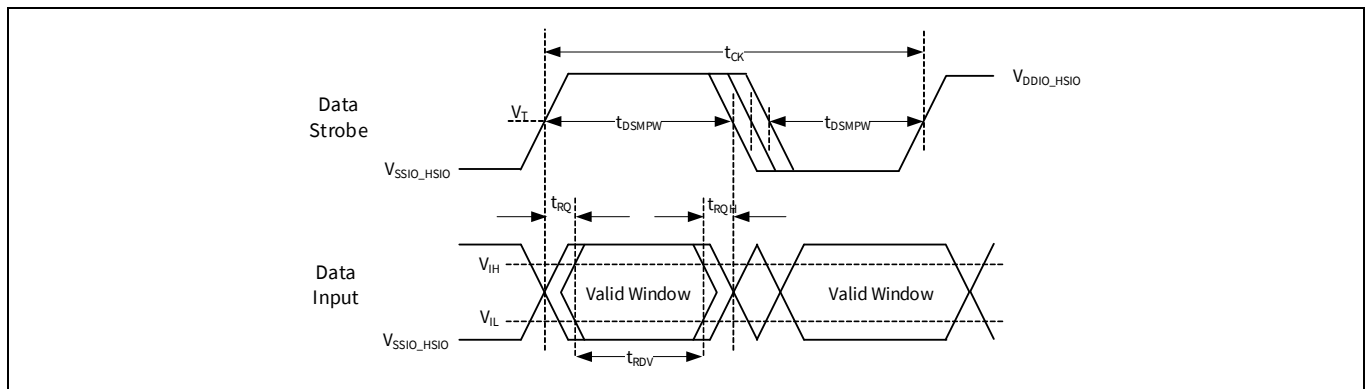 tCK
VDDIO_HSIO
Data
Strobe
VT
tDSMPW
tDSMPW
VSSIO_HSIO
tRQ
tRQH
Data
Input
VIH
Valid Window
Valid Window
VIL
VSSIO_HSIO
tRDV